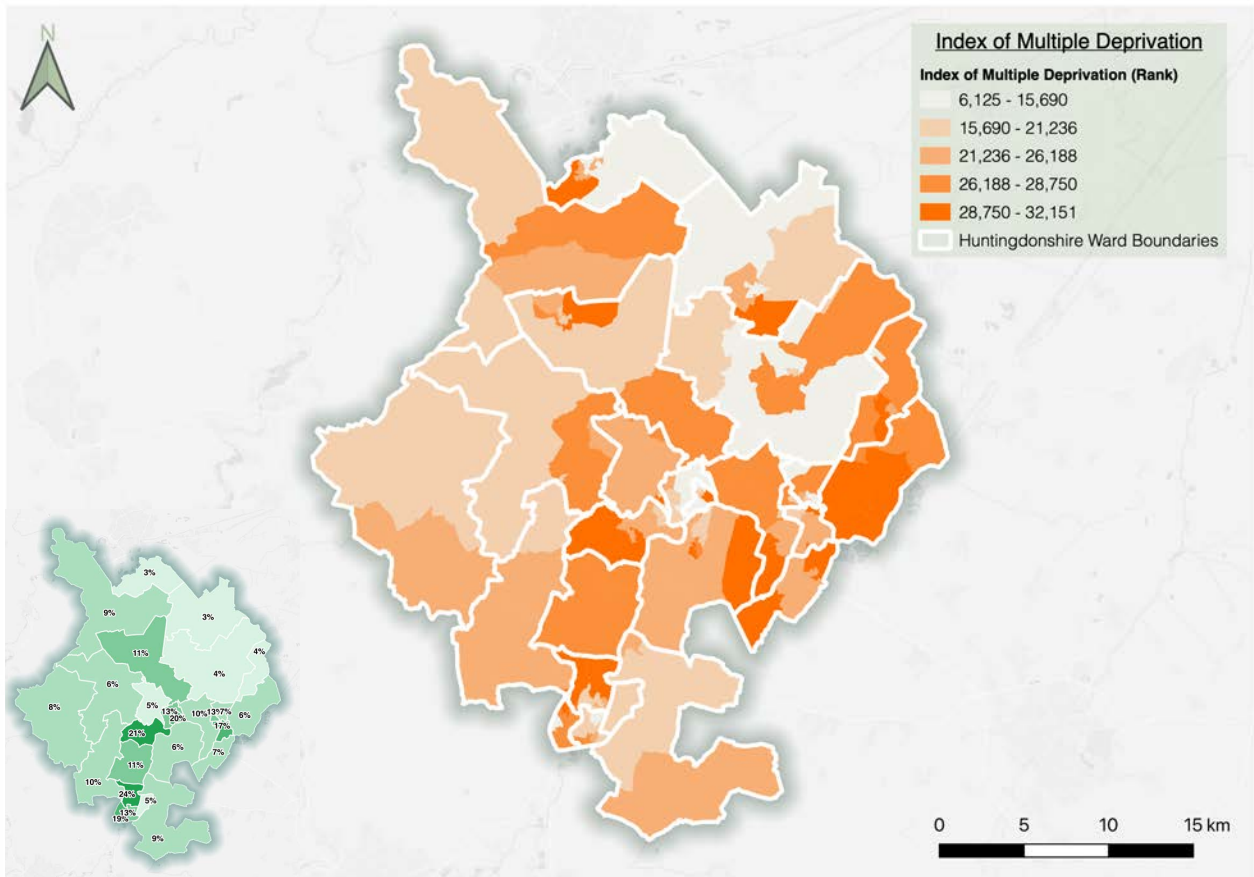 N
Index of Multiple Deprivation
Index of Multiple Deprivation (Rank)
6,125 - 15,690
15,690 - 21,236
21,236 - 26,188
26,188 - 28,750
28,750 - 32,151
Huntingdonshire Ward Boundaries
3%
9%
3%
11%
4%
4%
6%
8%
5%
13%
20%
10%
13%
7%
6%
17%
21%
6%
7%
11%
10%
24%
5%
13%
19%
9%
0 5 10 15 km